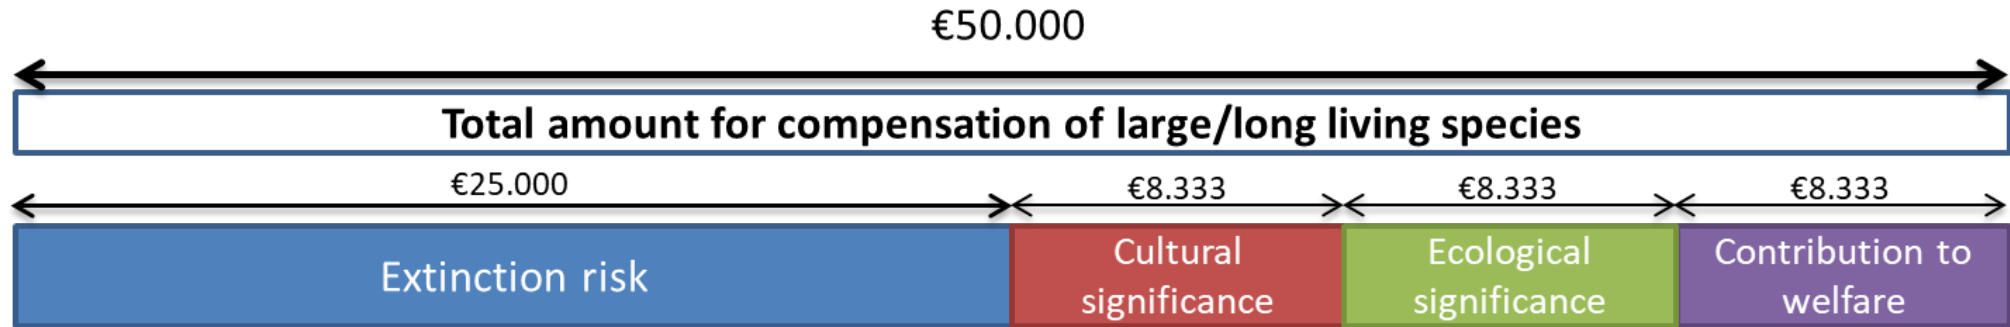 €50.000
Total amount for compensation of large/long living species
€25.000 €8.333 €8.333 €8.333
Extinction risk
Cultural
significance
Ecological
significance
Contribution to
welfare